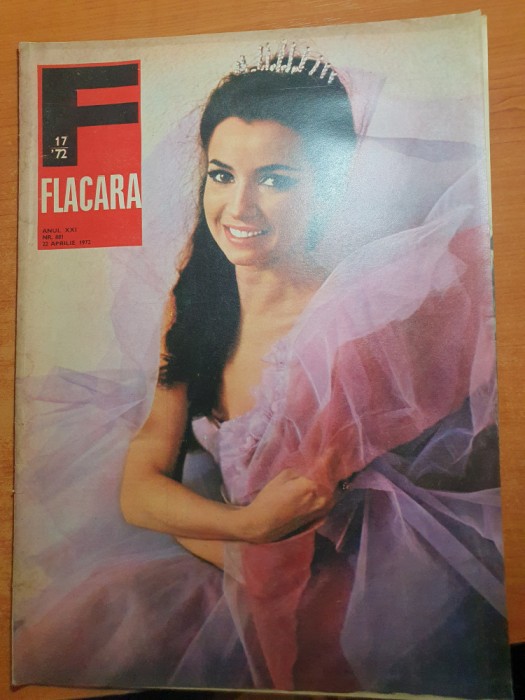 F
17
'72
FLACARA
ANUL XXI
NR. 881
22 APRILIE 1972